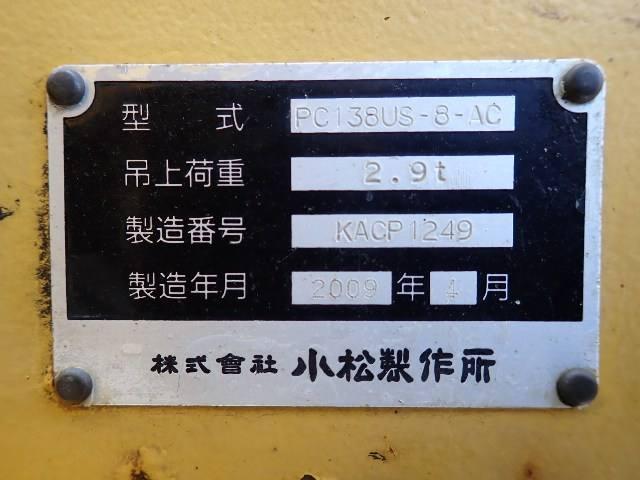 型 式 PC138US-8-AC
吊上荷重 2.9t
製造番号 KACP1249
製造年月 2009 年 4 月
株式會社 小松製作所